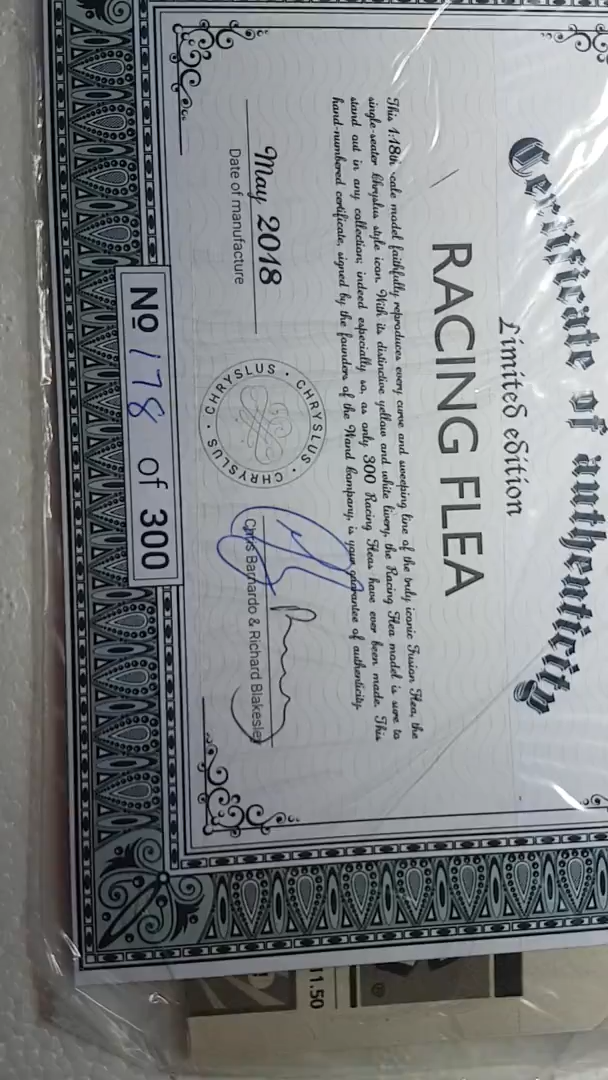 Certificate of authenticity
Limited edition
RACING FLEA
This 1:18th scale model faithfully reproduces every curve and sweeping line of the truly iconic Fusion Flea, the
single-seater Chryslus style icon. With its distinctive yellow and white livery, the Racing Flea model is sure to
stand out in any collection; indeed especially so, as only 300 Racing Fleas have ever been made. This
hand-numbered certificate, signed by the founders of the Wand Company, is your guarantee of authenticity.
May 2018
Date of manufacture
CHRYSLUS · CHRYSLUS · CHRYSLUS ·
Chris Barnardo & Richard Blakesley
No 178 of 300
11.50